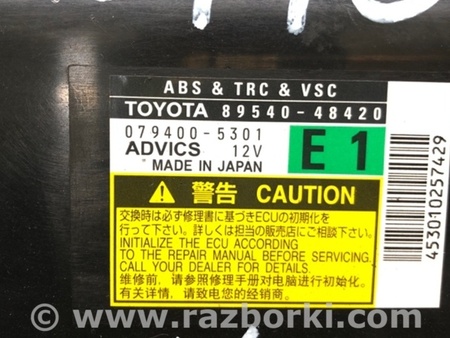 ABS & TRC & VSC
TOYOTA 89540-48420
079400-5301
ADVICS 12V
MADE IN JAPAN
E 1
警告 CAUTION
交換時は必ず修理書に基づきECUの初期化を
行って下さい。詳しくは担当の販売店にご相談下さい。
INITIALIZE THE ECU ACCORDING
TO THE REPAIR MANUAL BEFORE SERVICING.
CALL YOUR DEALER FOR DETAILS.
维修前，请参照修理手册对电脑进行初始化。
有关详情，请致电您的经销商。
453010257429
© www.razborki.com